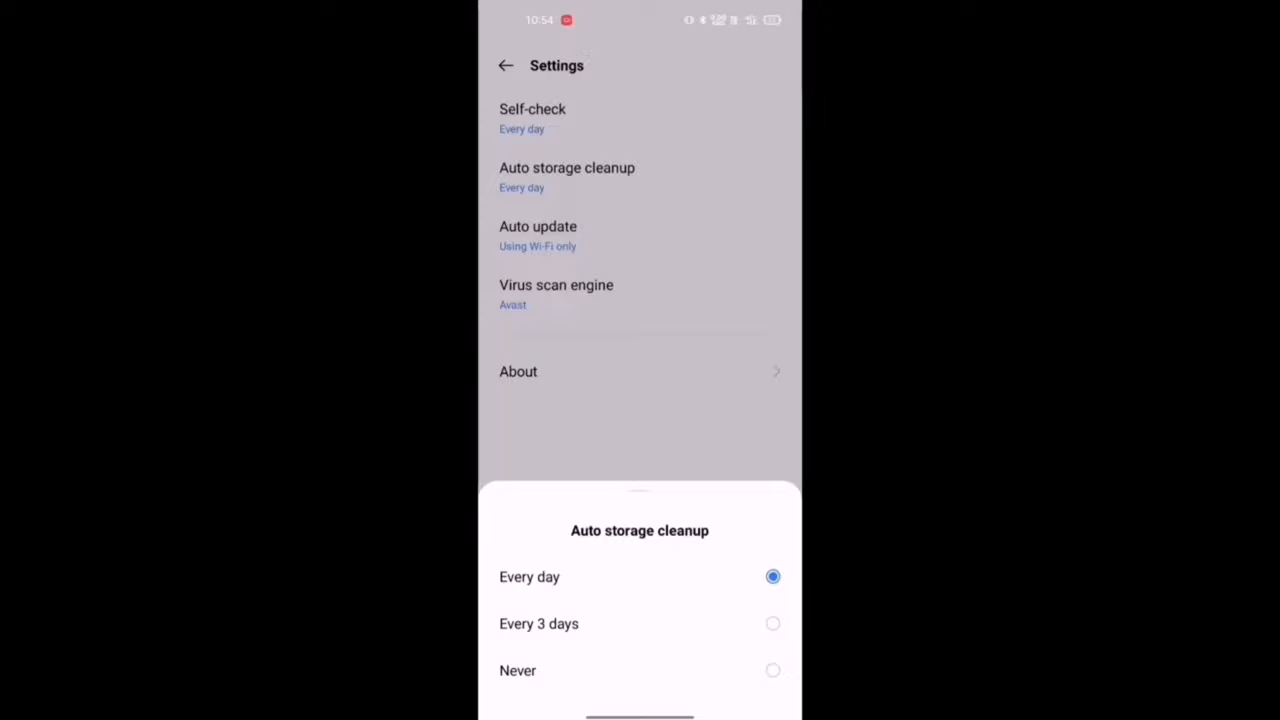 10:54
Settings
Self-check
Every day
Auto storage cleanup
Every day
Auto update
Using Wi-Fi only
Virus scan engine
Avast
About
Auto storage cleanup
Every day
Every 3 days
Never